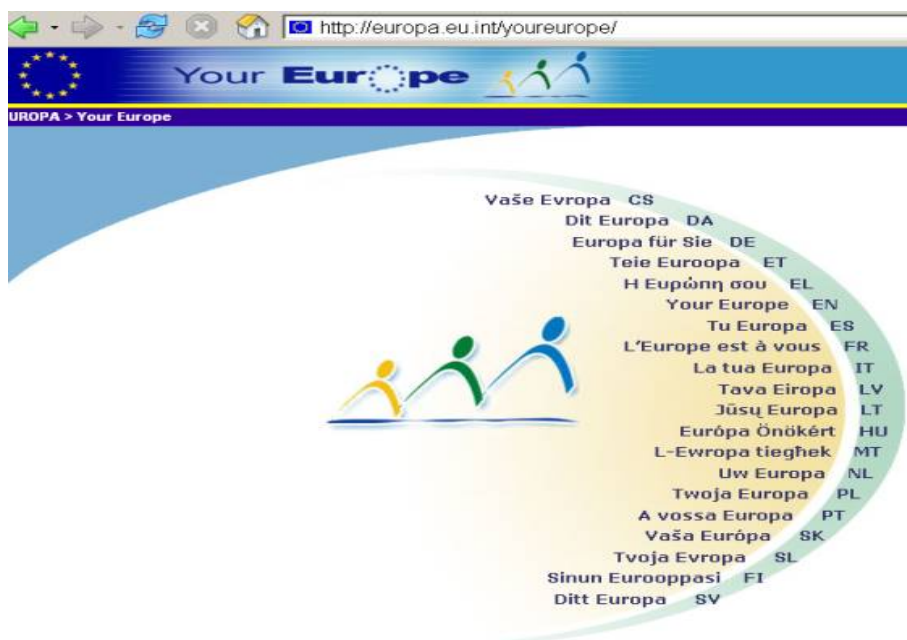 http://europa.eu.int/youreurope/
Your Europe
UROPA > Your Europe
Vaše Evropa CS
Dit Europa DA
Europa für Sie DE
Teie Euroopa ET
Η Ευρώπη σου EL
Your Europe EN
Tu Europa ES
L'Europe est à vous FR
La tua Europa IT
Tava Eiropa LV
Jūsų Europa LT
Európa Önökért HU
L-Ewropa tiegħek MT
Uw Europa NL
Twoja Europa PL
A vossa Europa PT
Vaša Európa SK
Tvoja Evropa SL
Sinun Eurooppasi FI
Ditt Europa SV